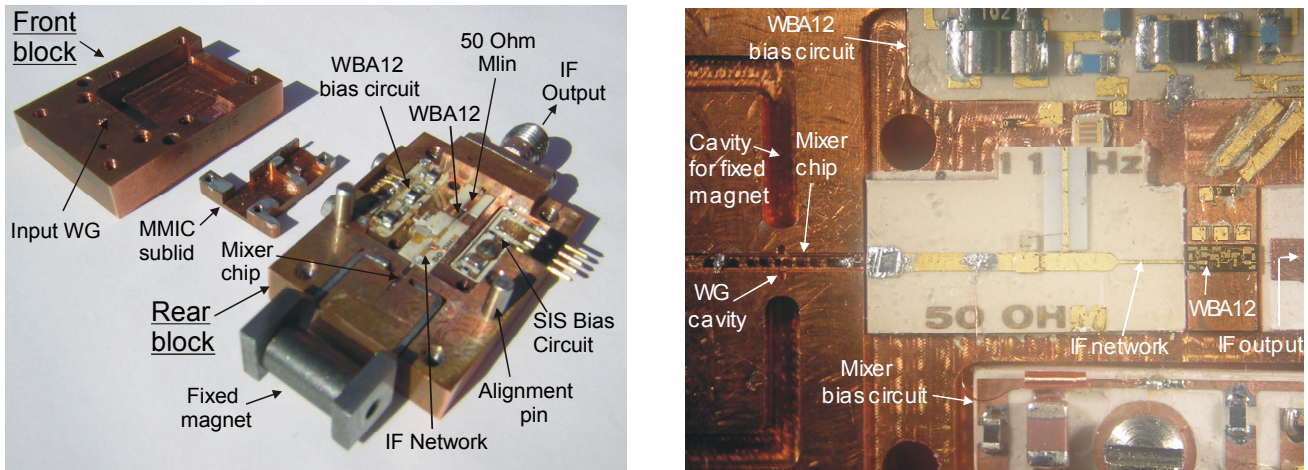 Front
block
50 Ohm
Mlin
WBA12
bias circuit
IF
Output
WBA12
Input WG
MMIC
sublid
Mixer
chip
Rear
block
SIS Bias
Circuit
Fixed
magnet
Alignment
pin
IF Network
WBA12
bias circuit
102
Cavity
for fixed
magnet
Mixer
chip
WG
cavity
50 OHM
WBA12
IF network
IF output
Mixer
bias circuit